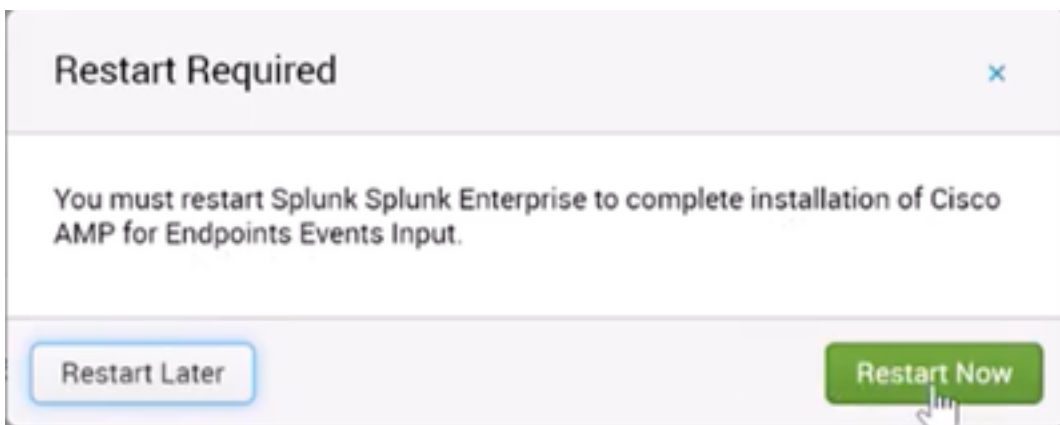 Restart Required
You must restart Splunk Splunk Enterprise to complete installation of Cisco
AMP for Endpoints Events Input.
Restart Later
Restart Now